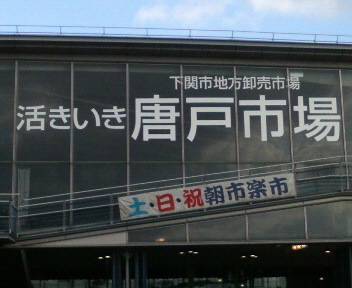 下関市地方卸売市場
活きいき 唐戸市場
土・日・祝朝市楽市